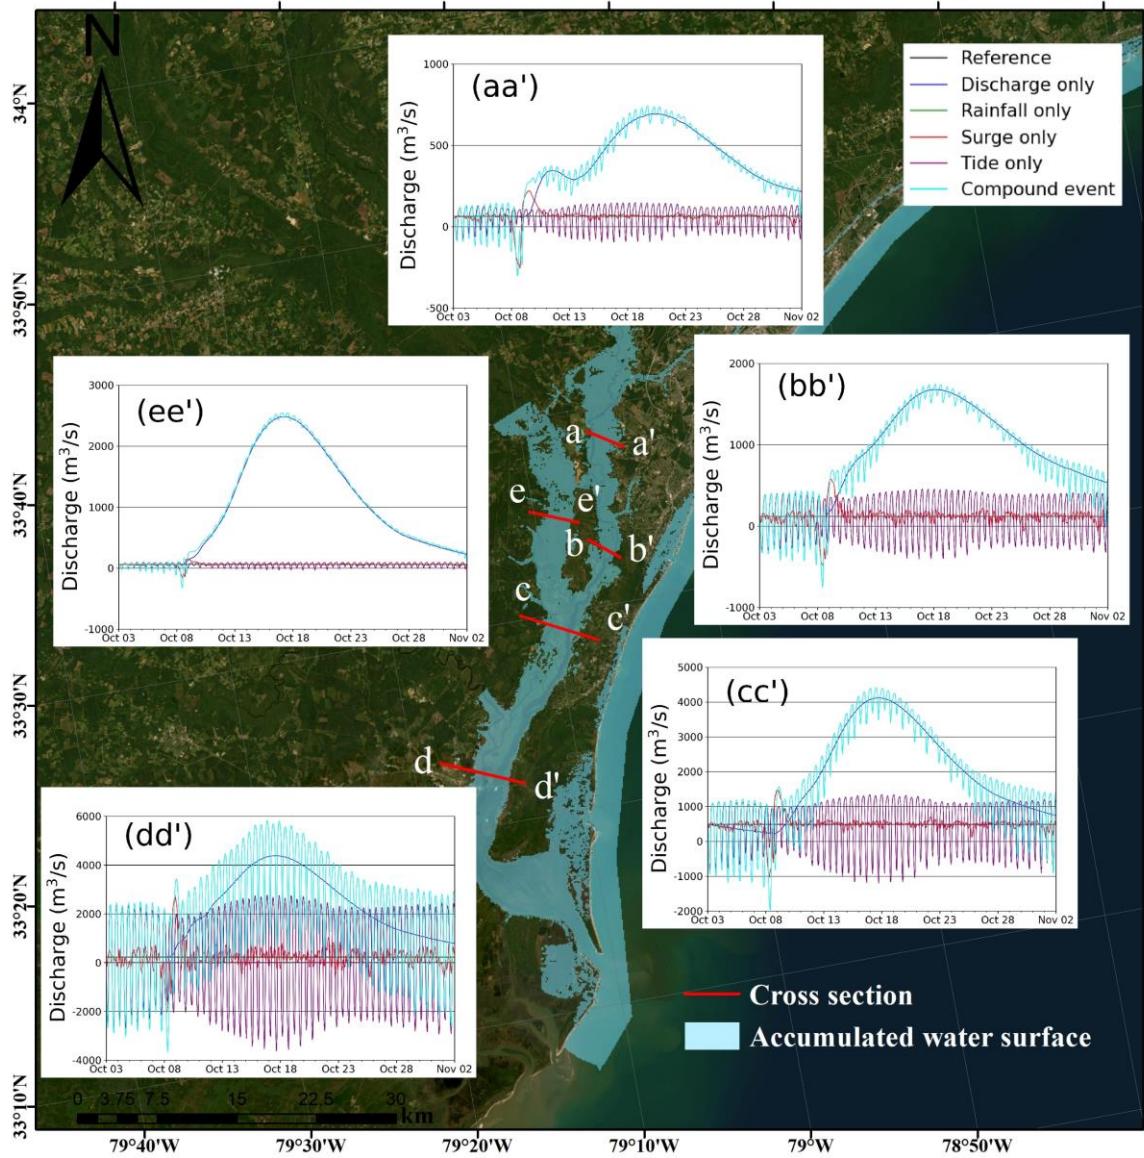 N
34°N
33°50'N
33°40'N
33°30'N
33°20'N
33°10'N
(aa')
Discharge (m³/s)
1000
500
0
-500
Oct 03 Oct 08 Oct 13 Oct 18 Oct 23 Oct 28 Nov 02
Reference
Discharge only
Rainfall only
Surge only
Tide only
Compound event
(ee')
Discharge (m³/s)
3000
2000
1000
0
-1000
Oct 03 Oct 08 Oct 13 Oct 18 Oct 23 Oct 28 Nov 02
(bb')
Discharge (m³/s)
2000
1000
0
-1000
Oct 03 Oct 08 Oct 13 Oct 18 Oct 23 Oct 28 Nov 02
a a'
e e'
b b'
c c'
d d'
(cc')
Discharge (m³/s)
5000
4000
3000
2000
1000
0
-1000
-2000
Oct 03 Oct 08 Oct 13 Oct 18 Oct 23 Oct 28 Nov 02
(dd')
Discharge (m³/s)
6000
4000
2000
0
-2000
-4000
Oct 03 Oct 08 Oct 13 Oct 18 Oct 23 Oct 28 Nov 02
Cross section
Accumulated water surface
0 3.75 7.5 15 22.5 30 km
79°40'W 79°30'W 79°20'W 79°10'W 79°0'W 78°50'W